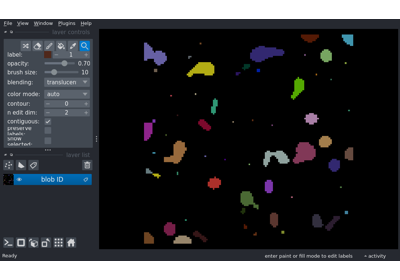 File View Window Plugins Help
layer controls
label: 1
opacity: 0.70
brush size: 10
blending: translucen
color mode: auto
contour: 0
n edit dim: 2
contiguous:
preserve
labels:
show
selected:
layer list
blob ID
enter paint or fill mode to edit labels
Ready
activity